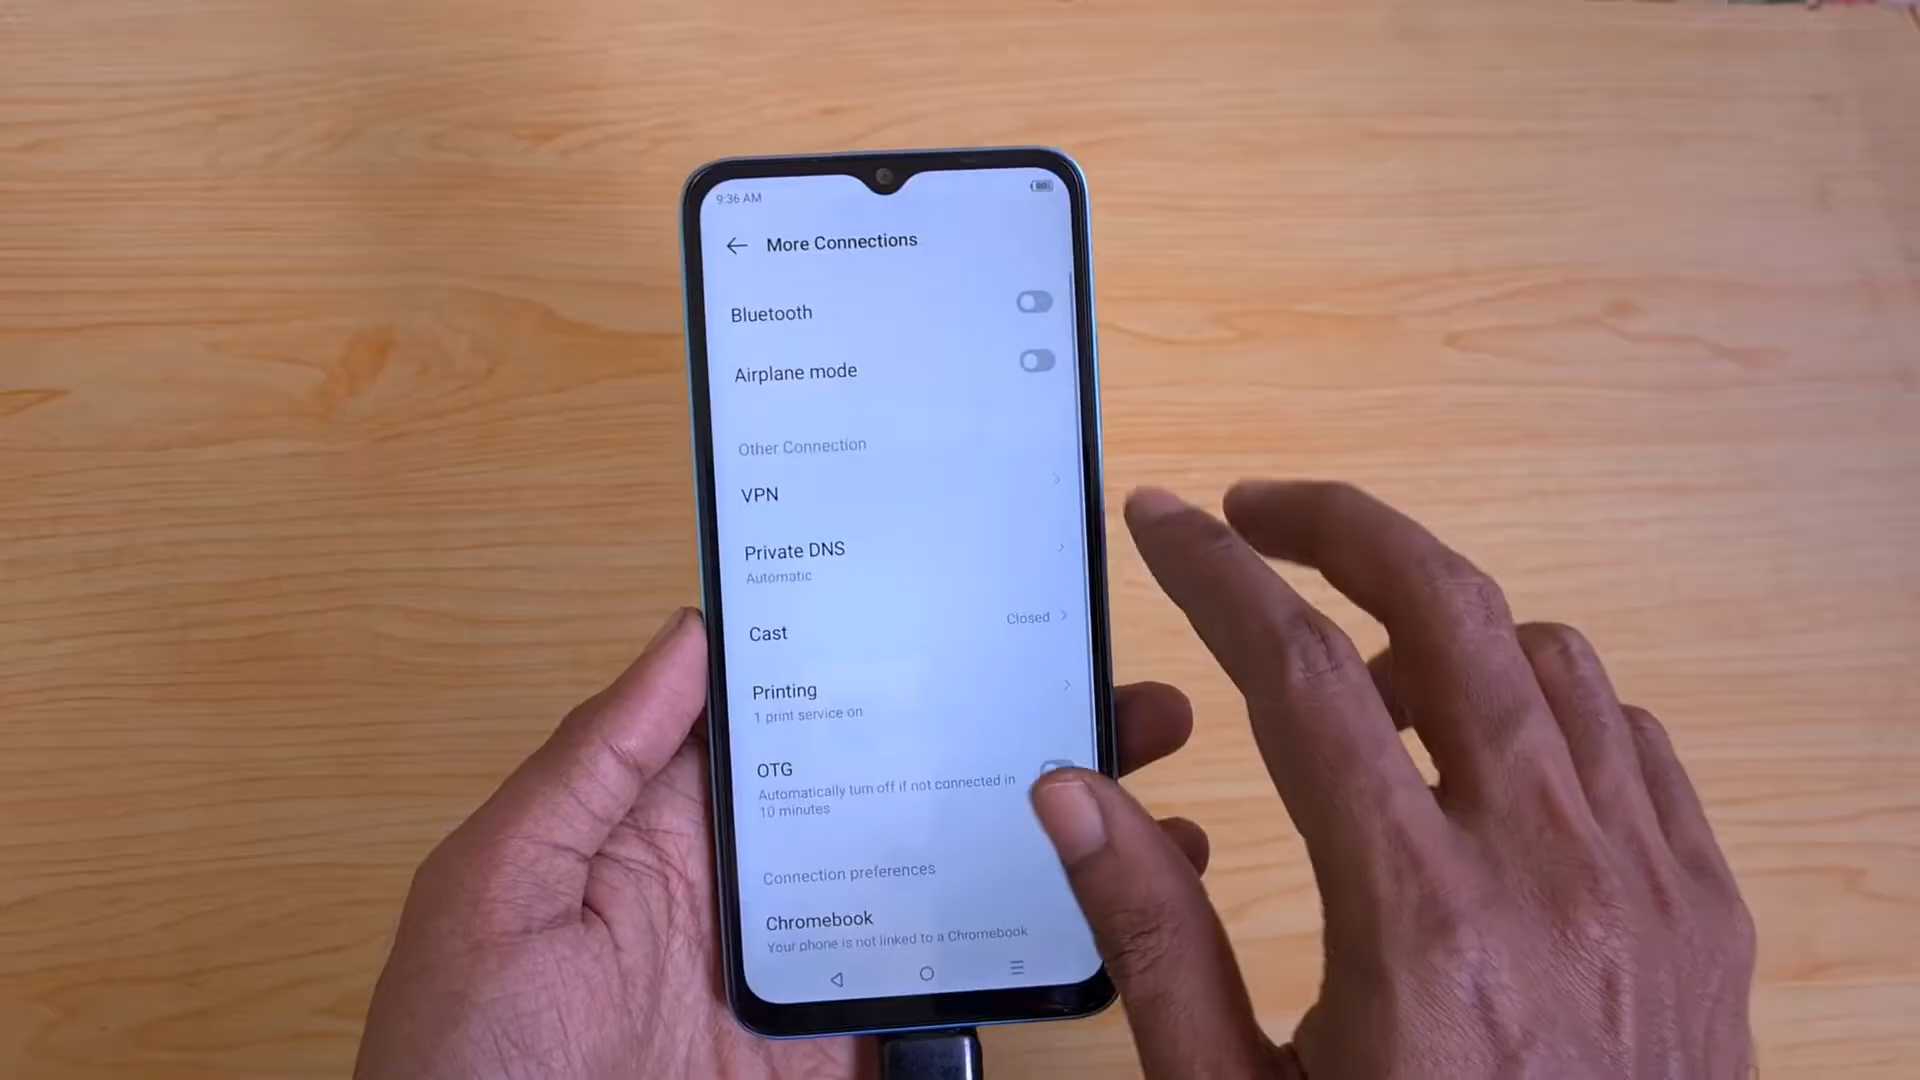 9:36 AM
80
More Connections
Bluetooth
Airplane mode
Other Connection
VPN
Private DNS
Automatic
Cast
Closed
Printing
1 print service on
OTG
Automatically turn off if not connected in
10 minutes
Connection preferences
Chromebook
Your phone is not linked to a Chromebook